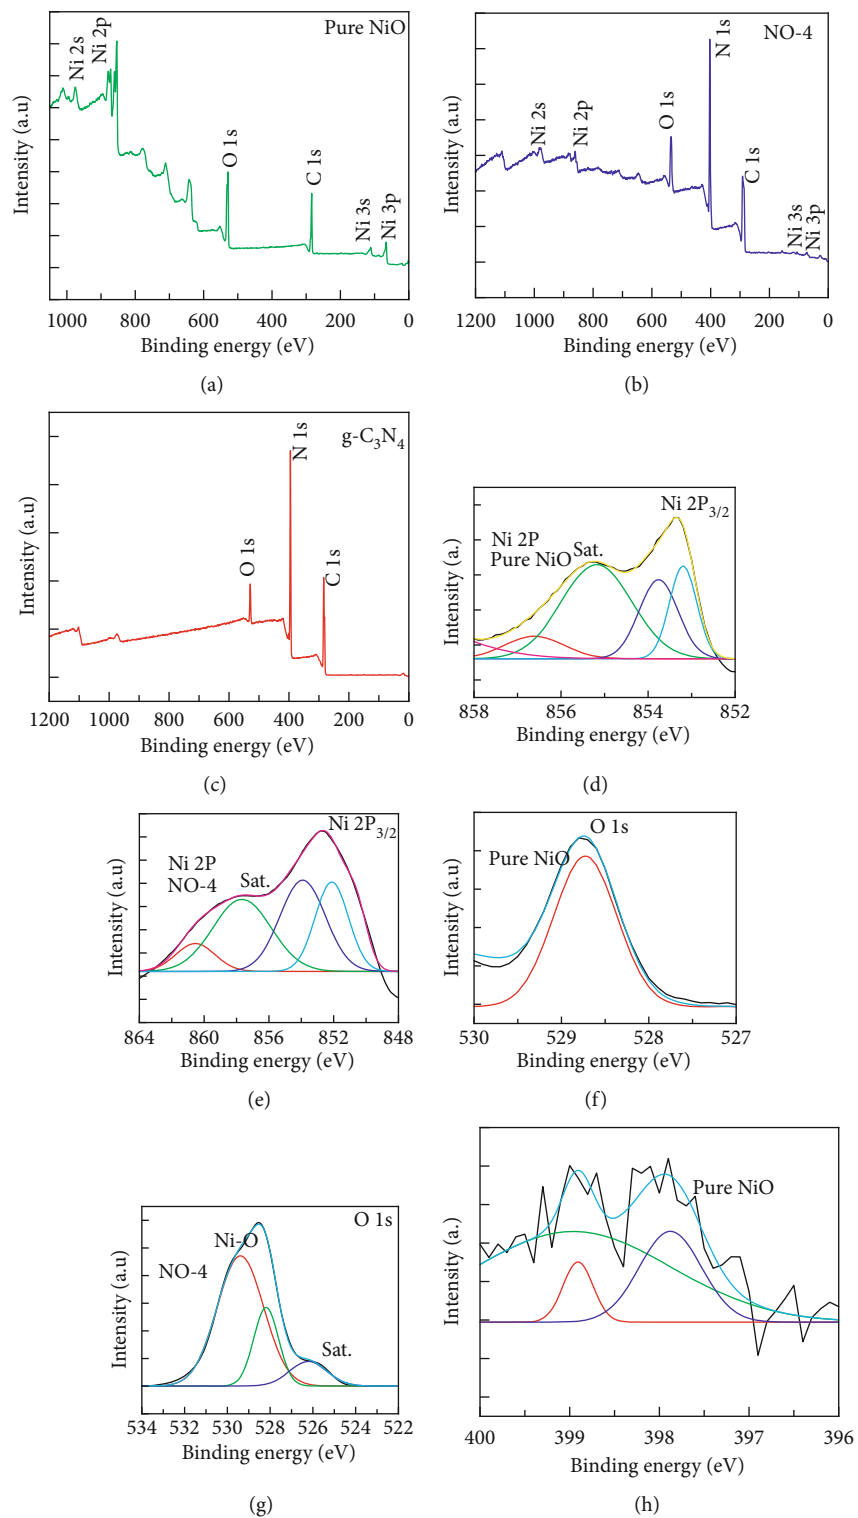 Pure NiO
Ni 2s
Ni 2p
O 1s
C 1s
Ni 3s
Ni 3p
Intensity (a.u)
1000 800 600 400 200 0
Binding energy (eV)
(a)
NO-4
N 1s
Ni 2s
Ni 2p
O 1s
C 1s
Ni 3s
Ni 3p
Intensity (a.u)
1200 1000 800 600 400 200 0
Binding energy (eV)
(b)
g-C3N4
N 1s
O 1s
C 1s
Intensity (a.u)
1200 1000 800 600 400 200 0
Binding energy (eV)
(c)
Ni 2P3/2
Ni 2P
Pure NiO
Sat.
Intensity (a.)
858 856 854 852
Binding energy (eV)
(d)
Ni 2P3/2
Ni 2P
NO-4
Sat.
Intensity (a.u)
864 860 856 852 848
Binding energy (eV)
(e)
O 1s
Pure NiO
Intensity (a.u)
530 529 528 527
Binding energy (eV)
(f)
O 1s
Ni-O
NO-4
Sat.
Intensity (a.u)
534 532 530 528 526 524 522
Binding energy (eV)
(g)
Pure NiO
Intensity (a.)
400 399 398 397 396
Binding energy (eV)
(h)